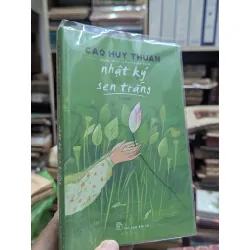 CAO HUY THUẦN
nhật ký
sen trắng